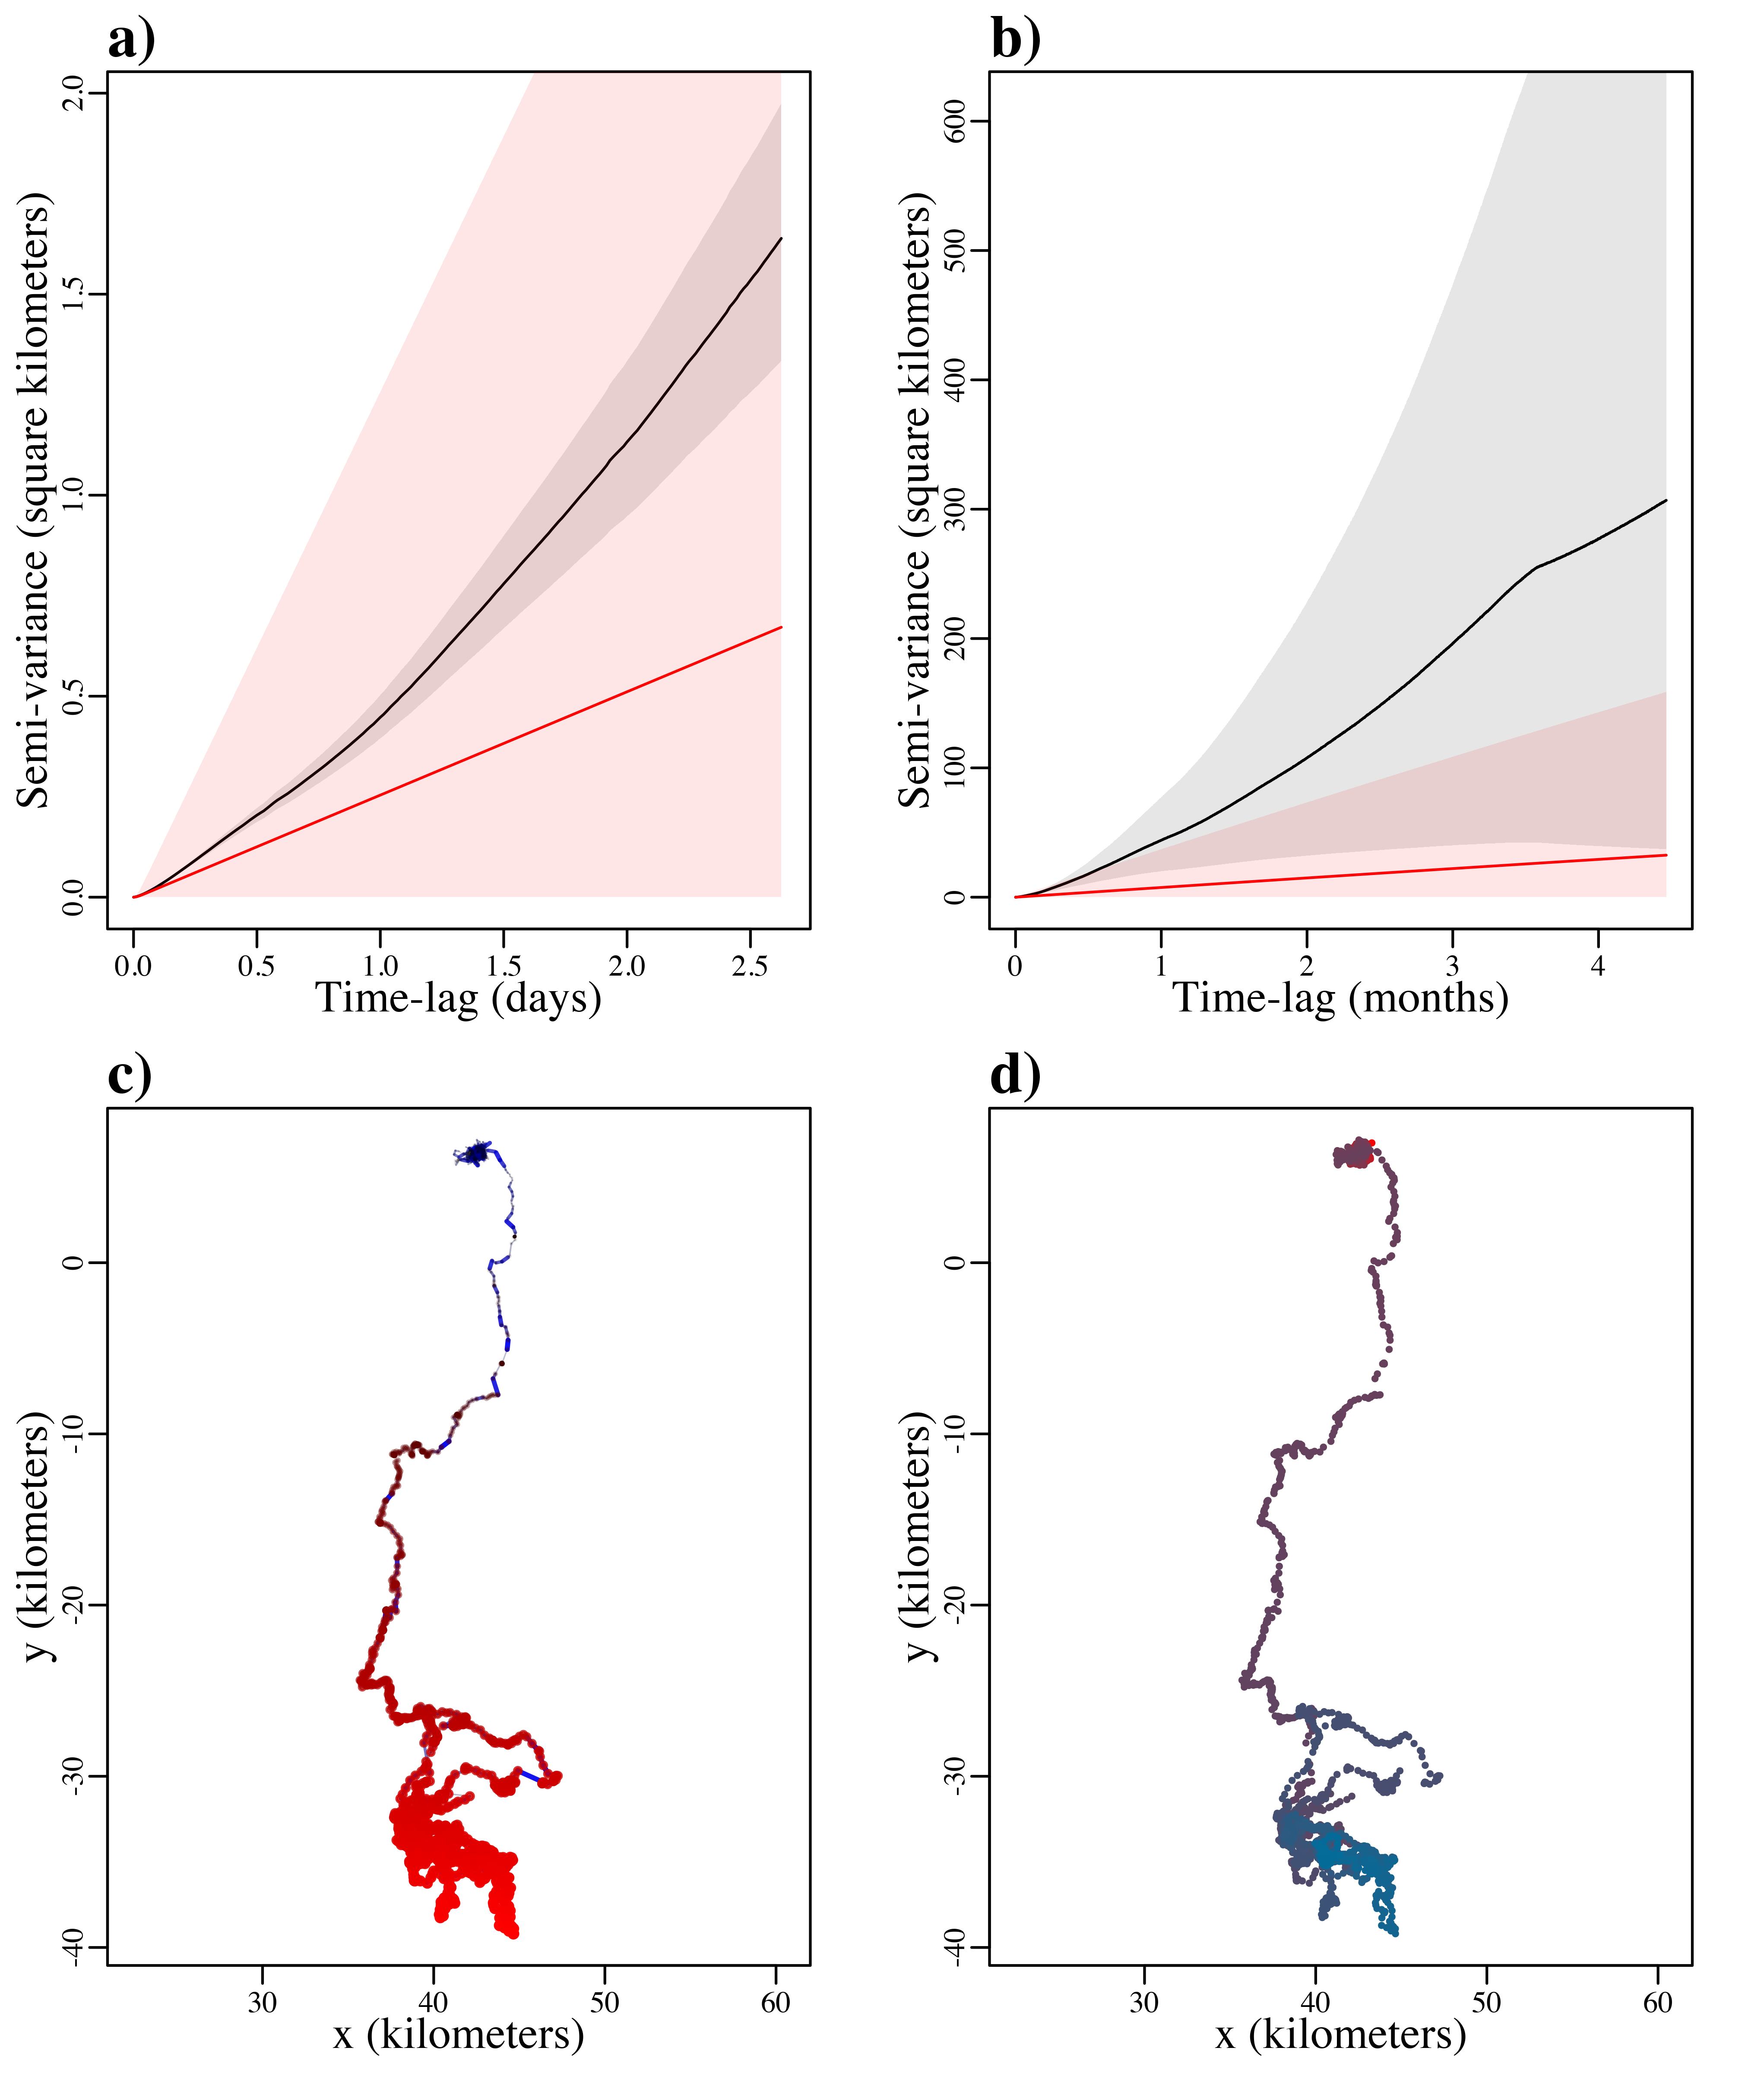 a)
Semi-variance (square kilometers)
2.0
1.5
1.0
0.5
0.0
0.0 0.5 1.0 1.5 2.0 2.5
Time-lag (days)
b)
Semi-variance (square kilometers)
600
500
400
300
200
100
0
0 1 2 3 4
Time-lag (months)
c)
y (kilometers)
0
-10
-20
-30
-40
30 40 50 60
x (kilometers)
d)
y (kilometers)
0
-10
-20
-30
-40
30 40 50 60
x (kilometers)